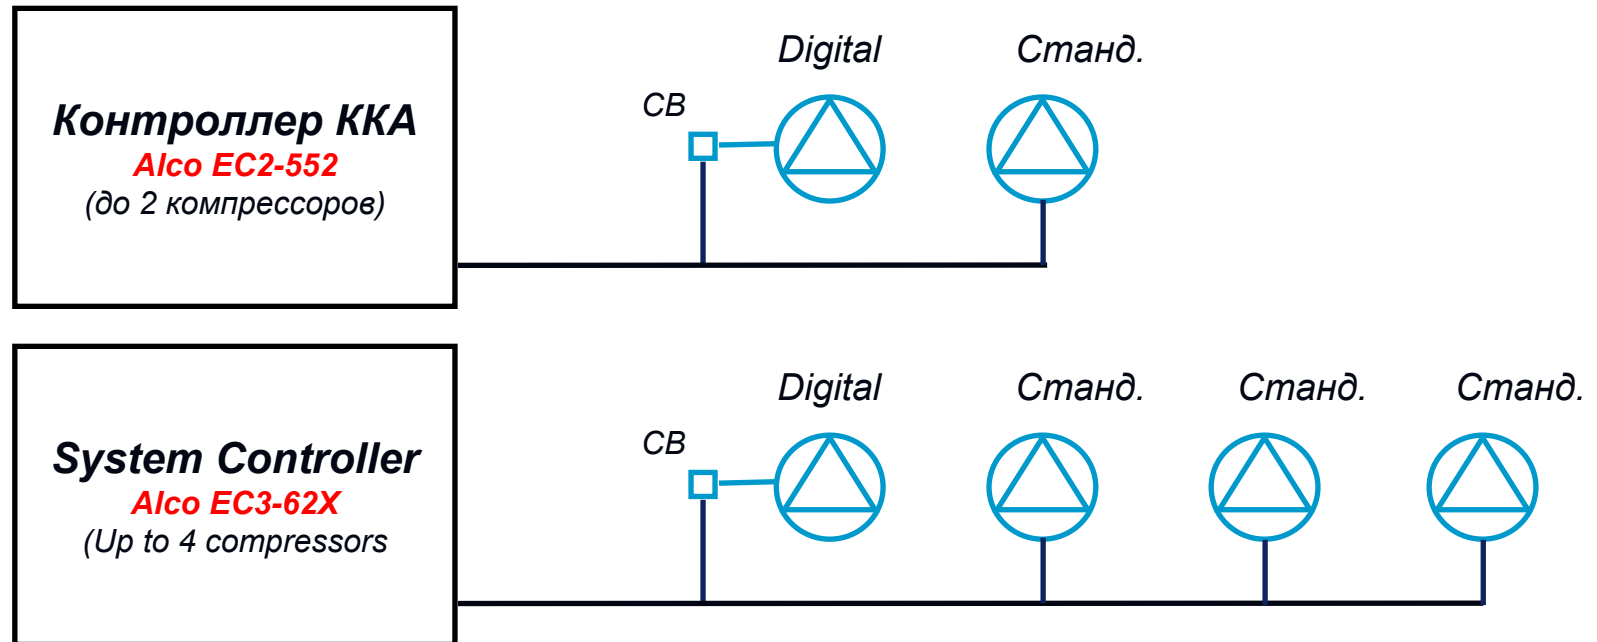 Digital Станд.
СВ
Контроллер ККА
Alco EC2-552
(до 2 компрессоров)
Digital Станд. Станд. Станд.
СВ
System Controller
Alco EC3-62X
(Up to 4 compressors